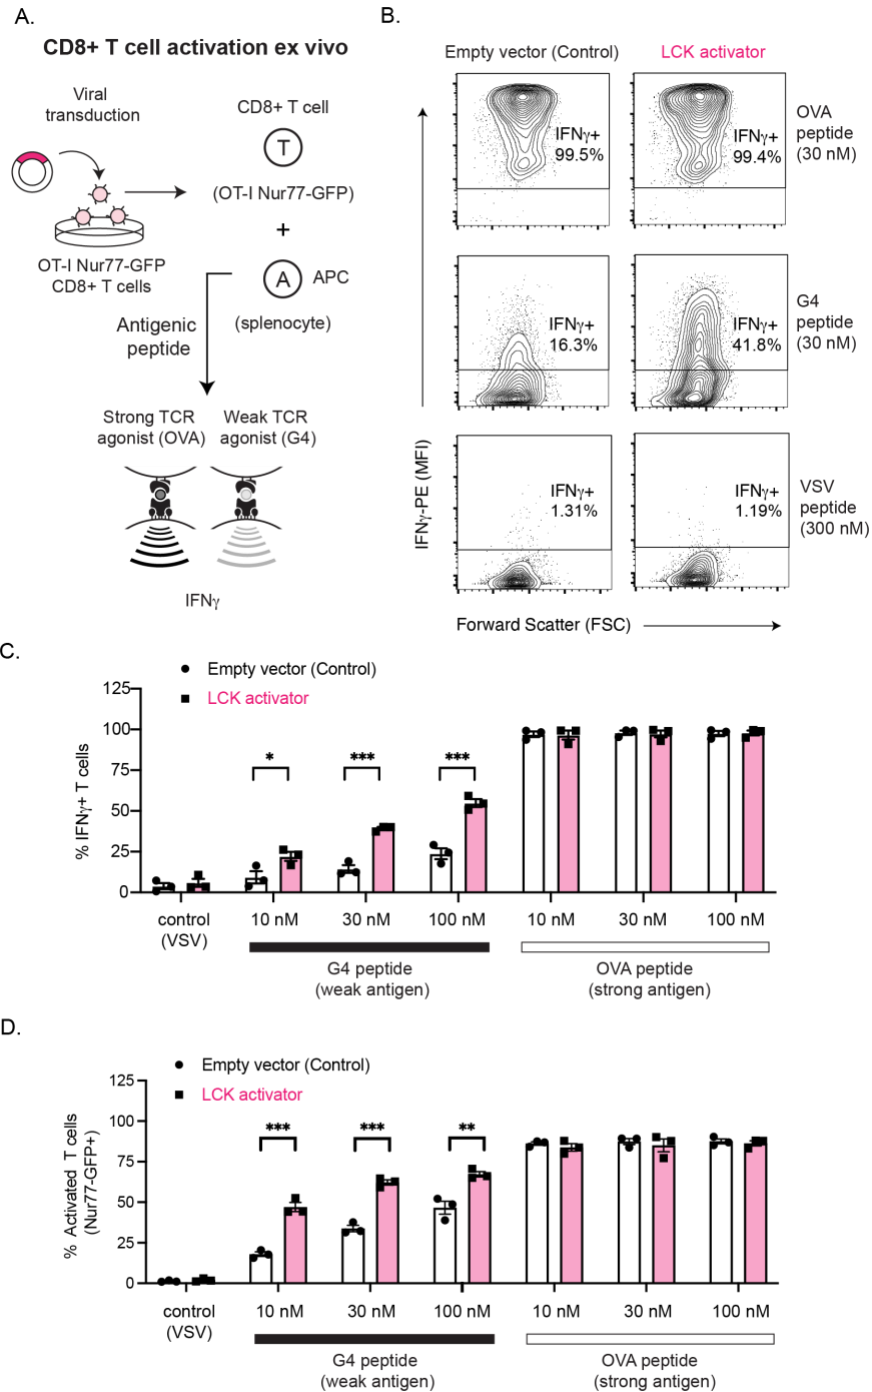 A.
CD8+ T cell activation ex vivo
Viral
transduction
CD8+ T cell
T
(OT-I Nur77-GFP)
+
OT-I Nur77-GFP
CD8+ T cells
A
APC
(splenocyte)
Antigenic
peptide
Strong TCR
agonist (OVA)
Weak TCR
agonist (G4)
IFNγ
B.
Empty vector (Control)
LCK activator
IFNγ+
99.5%
IFNγ+
99.4%
OVA
peptide
(30 nM)
IFNγ+
16.3%
IFNγ+
41.8%
G4
peptide
(30 nM)
IFNγ+
1.31%
IFNγ+
1.19%
VSV
peptide
(300 nM)
IFNγ-PE (MFI)
Forward Scatter (FSC)
C.
Empty vector (Control)
LCK activator
% IFNγ+ T cells
125
100
75
50
25
0
*
***
***
control
(VSV)
10 nM
30 nM
100 nM
10 nM
30 nM
100 nM
G4 peptide
(weak antigen)
OVA peptide
(strong antigen)
D.
Empty vector (Control)
LCK activator
% Activated T cells
(Nur77-GFP+)
125
100
75
50
25
0
***
***
**
control
(VSV)
10 nM
30 nM
100 nM
10 nM
30 nM
100 nM
G4 peptide
(weak antigen)
OVA peptide
(strong antigen)